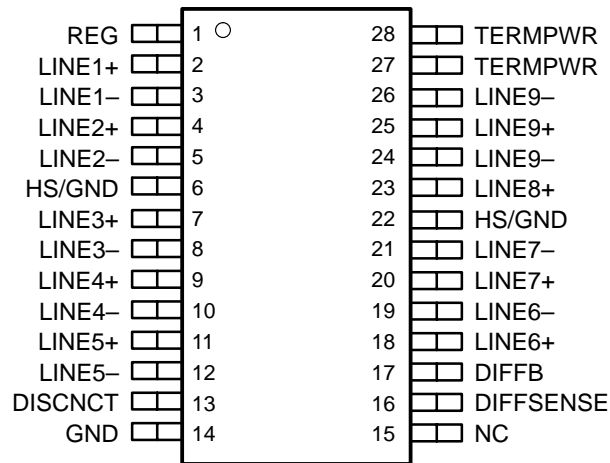 REG 1 28 TERMPWR
LINE1+ 2 27 TERMPWR
LINE1– 3 26 LINE9–
LINE2+ 4 25 LINE9+
LINE2– 5 24 LINE9–
HS/GND 6 23 LINE8+
LINE3+ 7 22 HS/GND
LINE3– 8 21 LINE7–
LINE4+ 9 20 LINE7+
LINE4– 10 19 LINE6–
LINE5+ 11 18 LINE6+
LINE5– 12 17 DIFFB
DISCNCT 13 16 DIFFSENSE
GND 14 15 NC